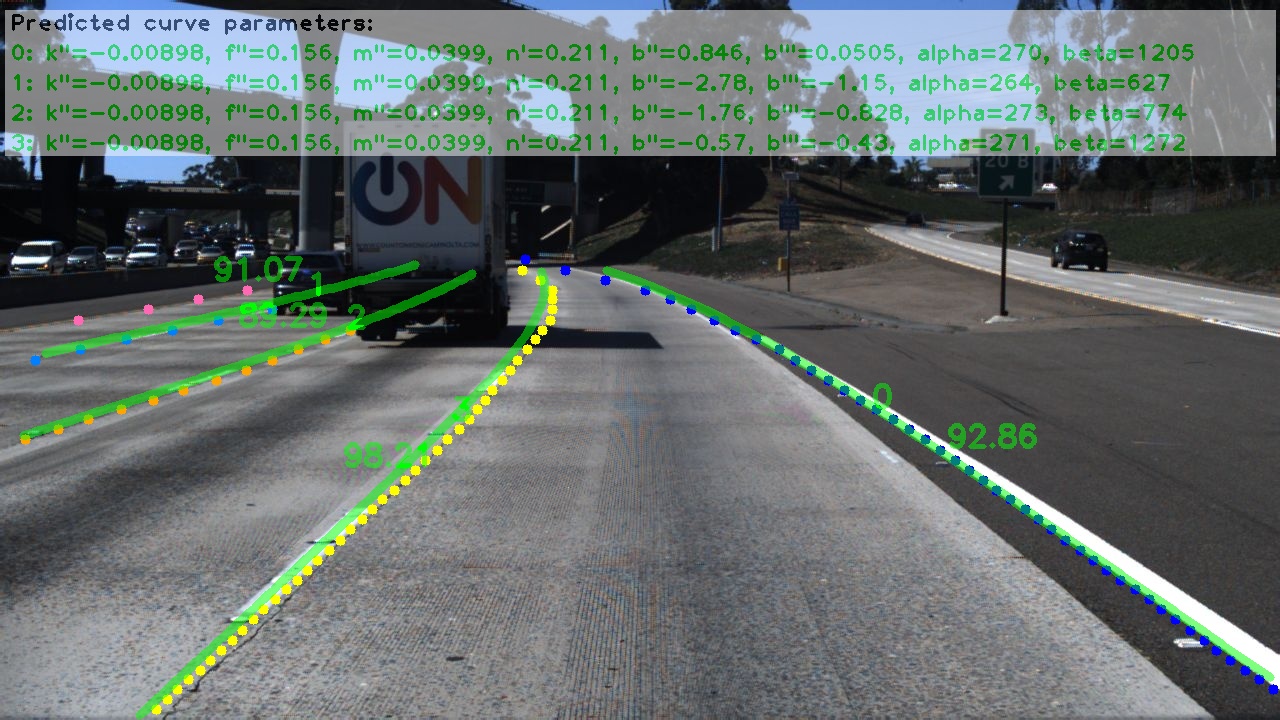 Predicted curve parameters:
0: k"=-0.00898, f"=0.156, m"=0.0399, n'=0.211, b"=0.846, b'''=0.0505, alpha=270, beta=1205
1: k"=-0.00898, f"=0.156, m"=0.0399, n'=0.211, b"=-2.78, b'''=-1.15, alpha=264, beta=627
2: k"=-0.00898, f"=0.156, m"=0.0399, n'=0.211, b"=-1.76, b'''=-0.828, alpha=273, beta=774
3: k"=-0.00898, f"=0.156, m"=0.0399, n'=0.211, b"=-0.57, b'''=-0.43, alpha=271, beta=1272
20 B
ON
91.07
1
2
0
92.86